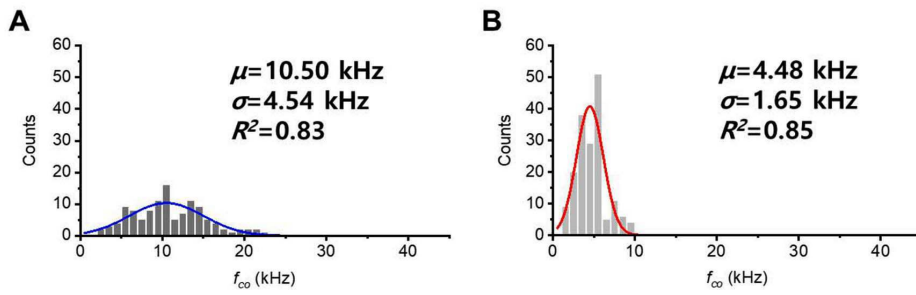 A
60
50
40
30
20
10
0
Counts
μ=10.50 kHz
σ=4.54 kHz
R²=0.83
0 10 20 30 40
f_co (kHz)
B
60
50
40
30
20
10
0
Counts
μ=4.48 kHz
σ=1.65 kHz
R²=0.85
0 10 20 30 40
f_co (kHz)